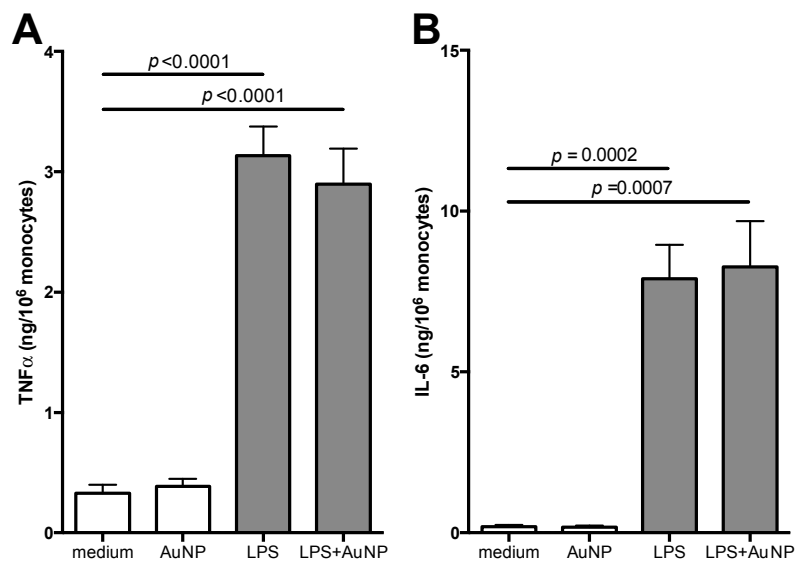 A
TNFα (ng/10⁶ monocytes)
4
3
2
1
0
p<0.0001
p<0.0001
medium AuNP LPS LPS+AuNP
B
IL-6 (ng/10⁶ monocytes)
15
10
5
0
p = 0.0002
p =0.0007
medium AuNP LPS LPS+AuNP